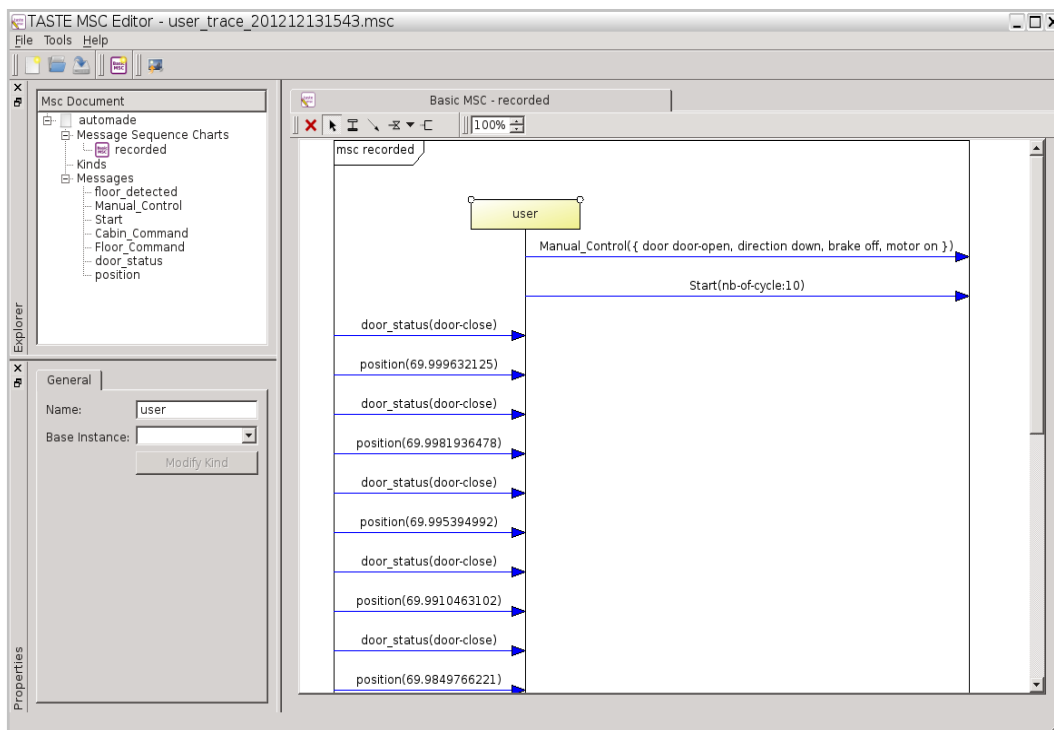 TASTE MSC Editor - user_trace_201212131543.msc
File Tools Help
Basic MSC
Msc Document
automade
Message Sequence Charts
recorded
Kinds
Messages
floor_detected
Manual_Control
Start
Cabin_Command
Floor_Command
door_status
position
Explorer
General
Name: user
Base Instance:
Modify Kind
Properties
Basic MSC - recorded
100%
msc recorded
user
Manual_Control({ door door-open, direction down, brake off, motor on })
Start(nb-of-cycle:10)
door_status(door-close)
position(69.999632125)
door_status(door-close)
position(69.9981936478)
door_status(door-close)
position(69.995394992)
door_status(door-close)
position(69.9910463102)
door_status(door-close)
position(69.9849766221)